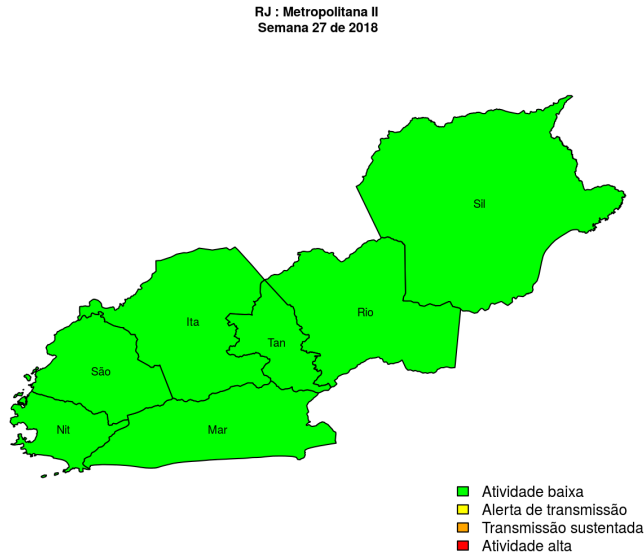 RJ : Metropolitana II
Semana 27 de 2018
Sil
Rio
Ita
Tan
São
Nit
Mar
Atividade baixa
Alerta de transmissão
Transmissão sustentada
Atividade alta